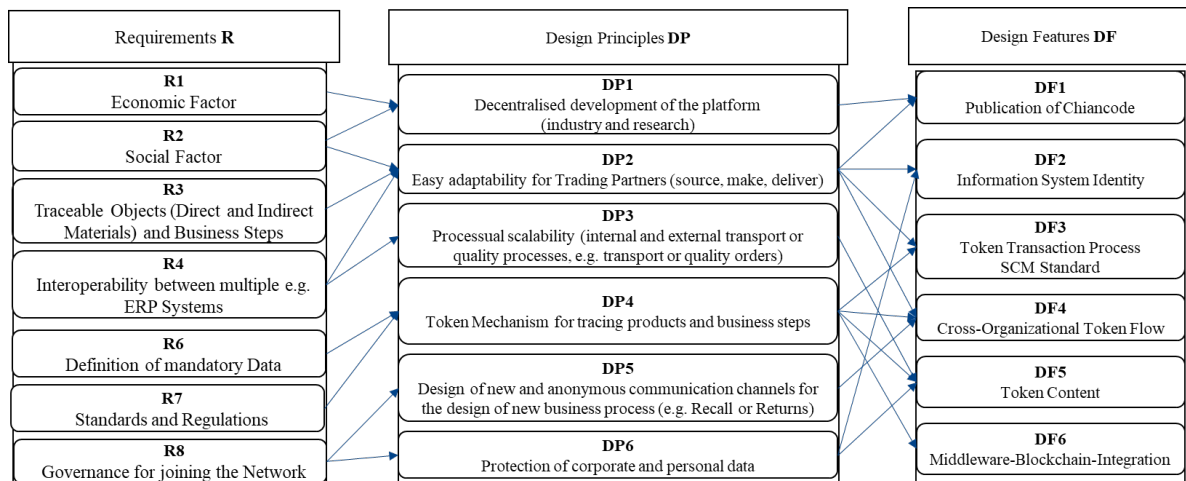 Requirements R
R1
Economic Factor
R2
Social Factor
R3
Traceable Objects (Direct and Indirect
Materials) and Business Steps
R4
Interoperability between multiple e.g.
ERP Systems
R6
Definition of mandatory Data
R7
Standards and Regulations
R8
Governance for joining the Network
Design Principles DP
DP1
Decentralised development of the platform
(industry and research)
DP2
Easy adaptability for Trading Partners (source, make, deliver)
DP3
Processual scalability (internal and external transport or
quality processes, e.g. transport or quality orders)
DP4
Token Mechanism for tracing products and business steps
DP5
Design of new and anonymous communication channels for
the design of new business process (e.g. Recall or Returns)
DP6
Protection of corporate and personal data
Design Features DF
DF1
Publication of Chiancode
DF2
Information System Identity
DF3
Token Transaction Process
SCM Standard
DF4
Cross-Organizational Token Flow
DF5
Token Content
DF6
Middleware-Blockchain-Integration